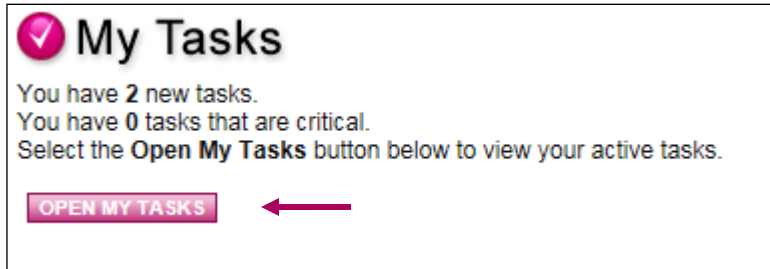 My Tasks
You have 2 new tasks.
You have 0 tasks that are critical.
Select the Open My Tasks button below to view your active tasks.
OPEN MY TASKS